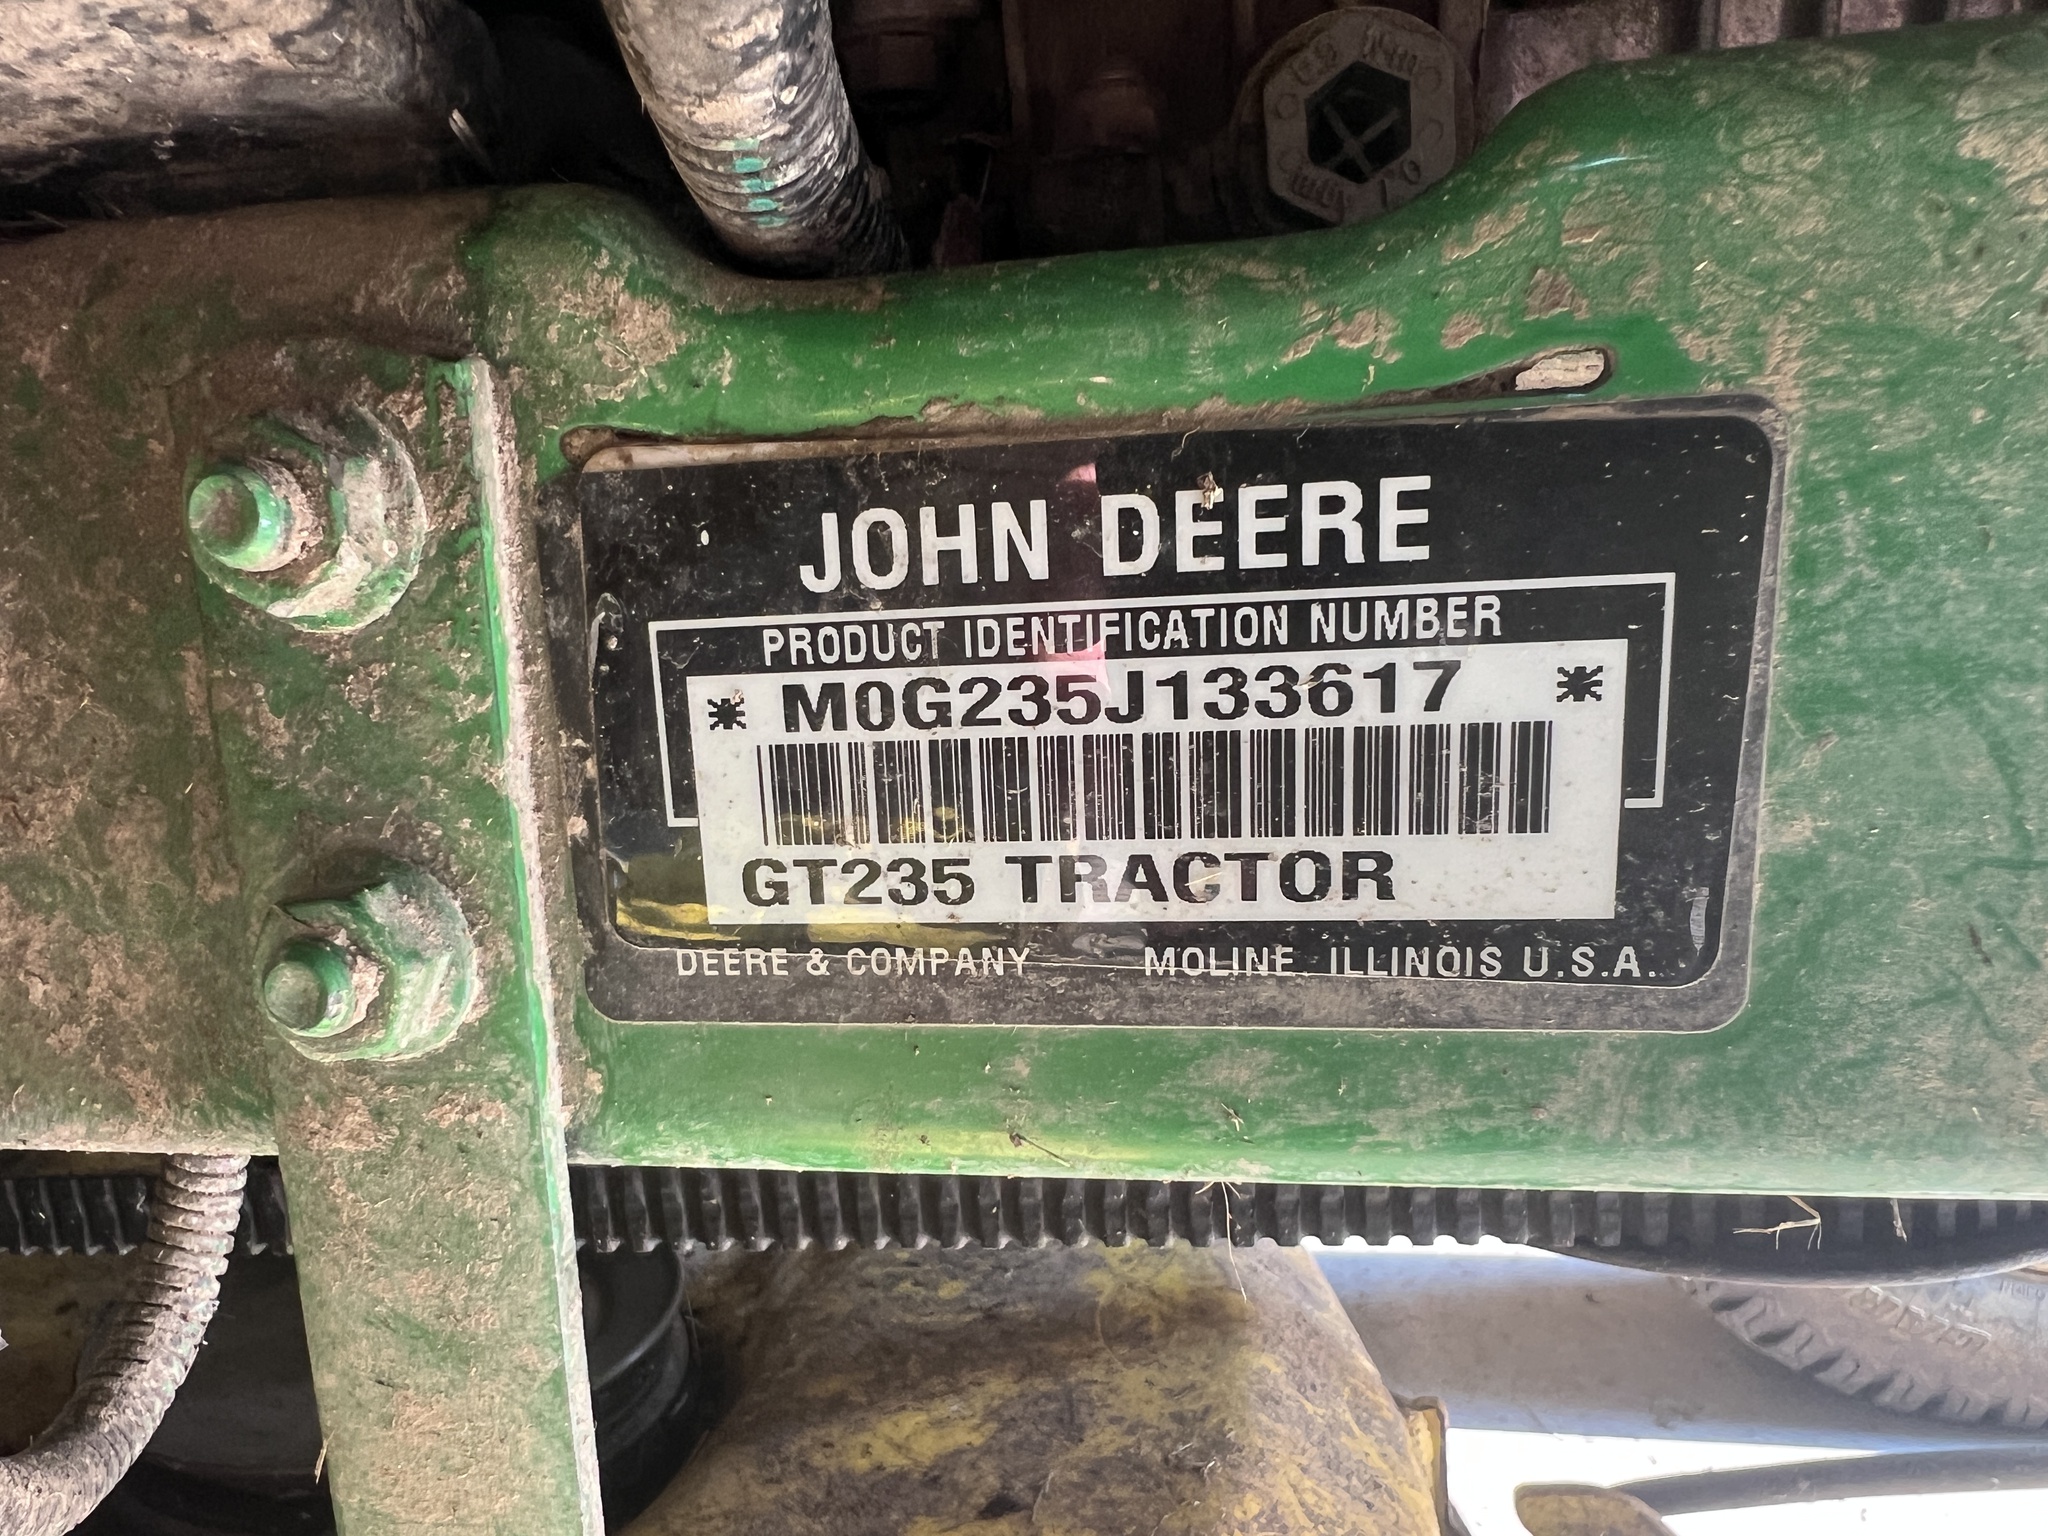 JOHN DEERE
PRODUCT IDENTIFICATION NUMBER
* M0G235J133617 *
GT235 TRACTOR
DEERE & COMPANY MOLINE, ILLINOIS U.S.A.